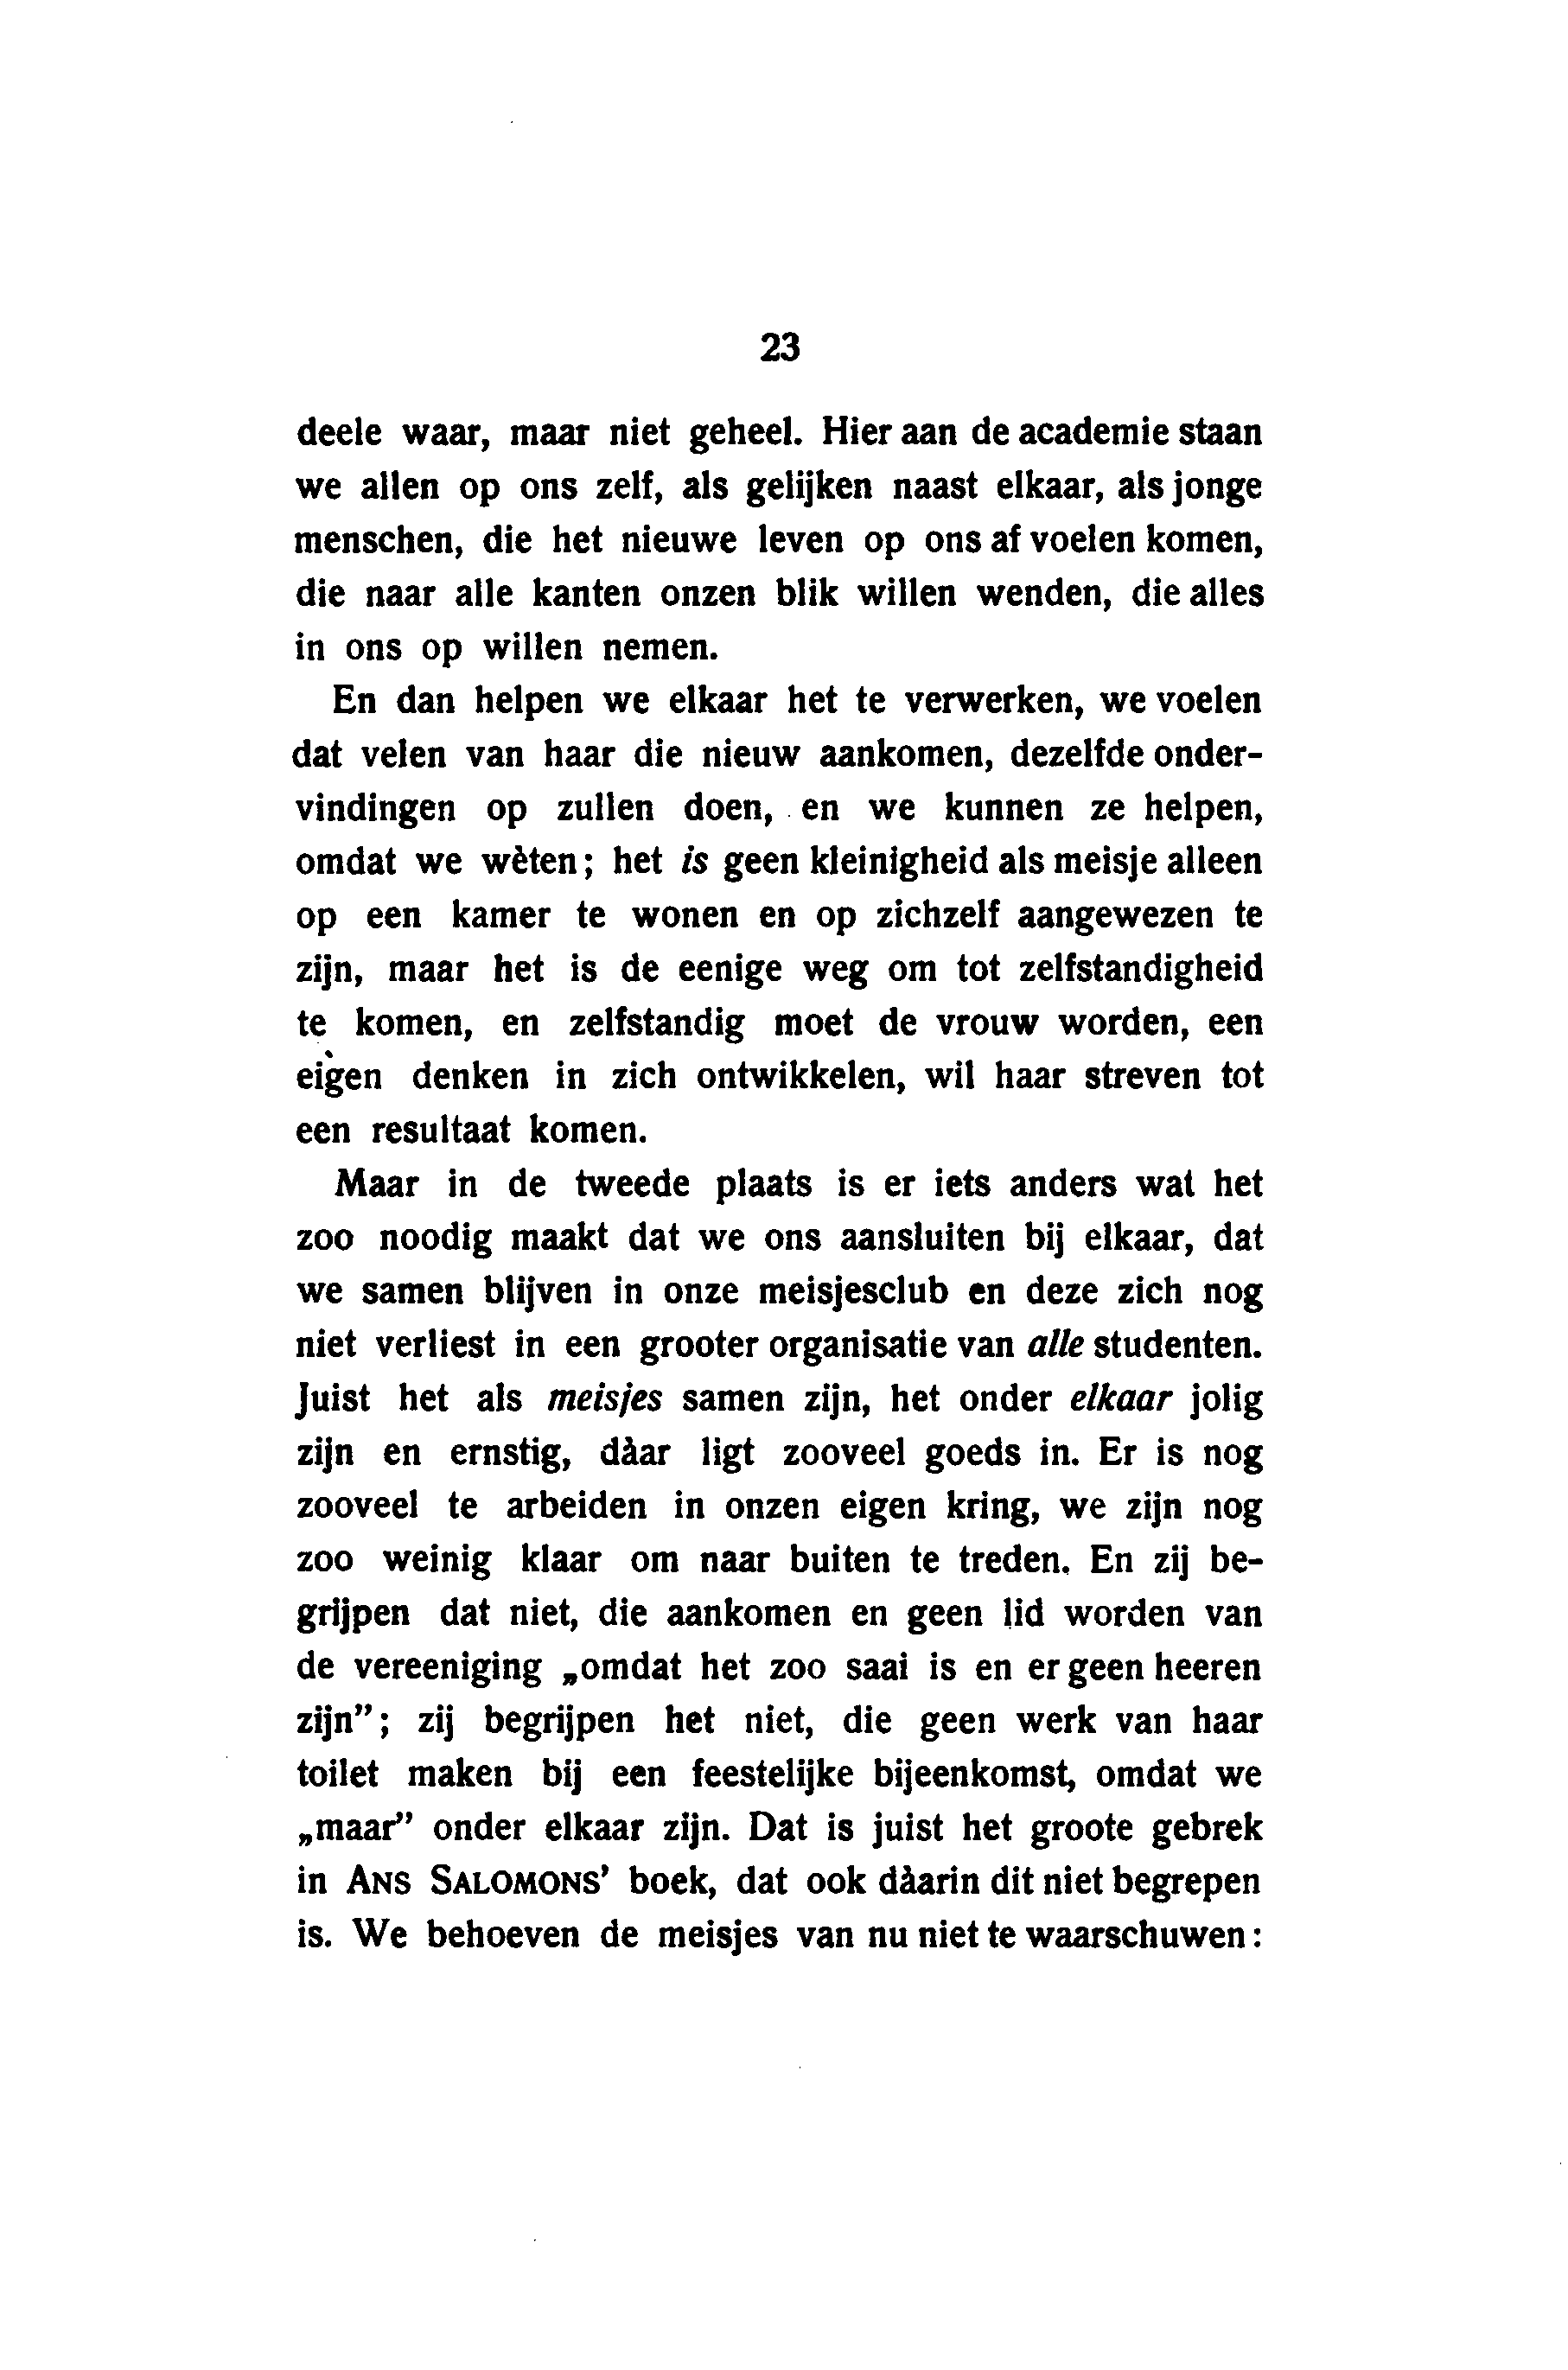 23
deele waar, maar niet geheel. Hier aan de academie staan
we allen op ons zelf, als gelijken naast elkaar, als jonge
menschen, die het nieuwe leven op ons af voelen komen,
die naar alle kanten onzen blik willen wenden, die alles
in ons op willen nemen.
En dan helpen we elkaar het te verwerken, we voelen
dat velen van haar die nieuw aankomen, dezelfde onder-
vindingen op zullen doen, en we kunnen ze helpen,
omdat we wèten; het is geen kleinigheid als meisje alleen
op een kamer te wonen en op zichzelf aangewezen te
zijn, maar het is de eenige weg om tot zelfstandigheid
te komen, en zelfstandig moet de vrouw worden, een
eigen denken in zich ontwikkelen, wil haar streven tot
een resultaat komen.
Maar in de tweede plaats is er iets anders wat het
zoo noodig maakt dat we ons aansluiten bij elkaar, dat
we samen blijven in onze meisjesclub en deze zich nog
niet verliest in een grooter organisatie van alle studenten.
Juist het als meisjes samen zijn, het onder elkaar jolig
zijn en ernstig, dàar ligt zooveel goeds in. Er is nog
zooveel te arbeiden in onzen eigen kring, we zijn nog
zoo weinig klaar om naar buiten te treden. En zij be-
grijpen dat niet, die aankomen en geen lid worden van
de vereeniging „omdat het zoo saai is en er geen heeren
zijn”; zij begrijpen het niet, die geen werk van haar
toilet maken bij een feestelijke bijeenkomst, omdat we
„maar” onder elkaar zijn. Dat is juist het groote gebrek
in ANS SALOMONS’ boek, dat ook dàarin dit niet begrepen
is. We behoeven de meisjes van nu niet te waarschuwen: